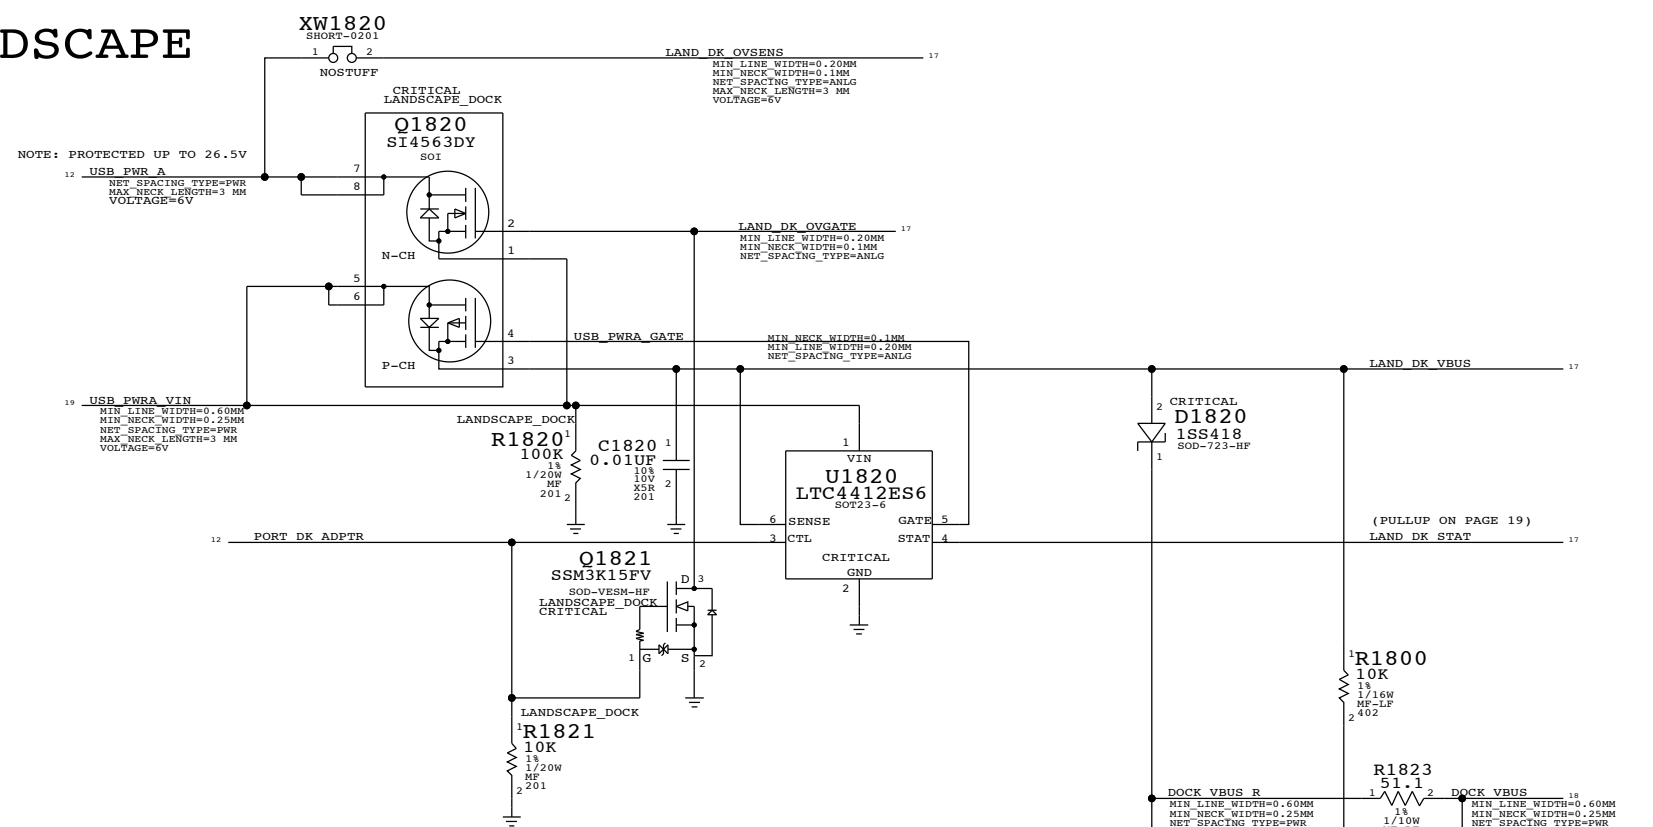 DSCAPE
XW1820
SHORT-0201
1 2
NOSTUFF
LAND_DK_OVSENS 17
MIN_LINE_WIDTH=0.20MM
MIN_NECK_WIDTH=0.1MM
NET_SPACING_TYPE=ANLG
MAX_NECK_LENGTH=3 MM
VOLTAGE=6V
CRITICAL
LANDSCAPE_DOCK
Q1820
SI4563DY
SOI
NOTE: PROTECTED UP TO 26.5V
12 USB_PWR_A
NET_SPACING_TYPE=PWR
MAX_NECK_LENGTH=3 MM
VOLTAGE=6V
7
8
2
1
N-CH
LAND_DK_OVGATE 17
MIN_LINE_WIDTH=0.20MM
MIN_NECK_WIDTH=0.1MM
NET_SPACING_TYPE=ANLG
5
6
4
3
P-CH
USB_PWRA_GATE
MIN_NECK_WIDTH=0.1MM
MIN_LINE_WIDTH=0.20MM
NET_SPACING_TYPE=ANLG
LAND_DK_VBUS 17
19 USB_PWRA_VIN
MIN_LINE_WIDTH=0.60MM
MIN_NECK_WIDTH=0.25MM
NET_SPACING_TYPE=PWR
MAX_NECK_LENGTH=3 MM
VOLTAGE=6V
LANDSCAPE_DOCK
R1820 1
100K
1%
1/20W
MF
201 2
C1820 1
0.01UF
10%
10V
X5R
201
2
2 CRITICAL
D1820
1SS418
SOD-723-HF
1
1
VIN
U1820
LTC4412ES6
SOT23-6
6 SENSE GATE 5
3 CTL STAT 4
CRITICAL
GND
2
(PULLUP ON PAGE 19)
LAND_DK_STAT 17
12 PORT_DK_ADPTR
Q1821
SSM3K15FV
SOD-VESM-HF
LANDSCAPE_DOCK
CRITICAL
D 3
1 G S 2
LANDSCAPE_DOCK
1 R1821
10K
1%
1/20W
MF
2 201
1 R1800
10K
1%
1/16W
MF-LF
2 402
R1823
51.1
1 2
1%
1/10W
DOCK_VBUS_R
MIN_LINE_WIDTH=0.60MM
MIN_NECK_WIDTH=0.25MM
NET_SPACING_TYPE=PWR
DOCK_VBUS 18
MIN_LINE_WIDTH=0.60MM
MIN_NECK_WIDTH=0.25MM
NET_SPACING_TYPE=PWR